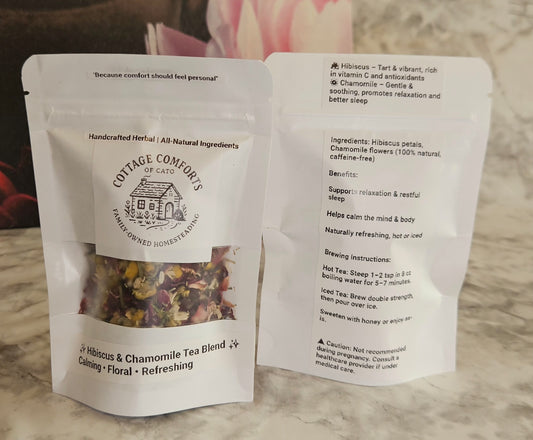 "Because comfort should feel personal"
Handcrafted Herbal | All-Natural Ingredients
COTTAGE COMFORTS
OF CATO
FAMILY-OWNED HOMESTEADING
✨Hibiscus & Chamomile Tea Blend ✨
Calming • Floral • Refreshing
🌺 Hibiscus – Tart & vibrant, rich
in vitamin C and antioxidants
🌼 Chamomile – Gentle &
soothing, promotes relaxation and
better sleep
Ingredients: Hibiscus petals,
Chamomile flowers (100% natural,
caffeine-free)
Benefits:
Supports relaxation & restful
sleep
Helps calm the mind & body
Naturally refreshing, hot or iced
Brewing Instructions:
Hot Tea: Steep 1–2 tsp in 8 oz
boiling water for 5–7 minutes.
Iced Tea: Brew double strength,
then pour over ice.
Sweeten with honey or enjoy as-
is.
⚠ Caution: Not recommended
during pregnancy. Consult a
healthcare provider if under
medical care.